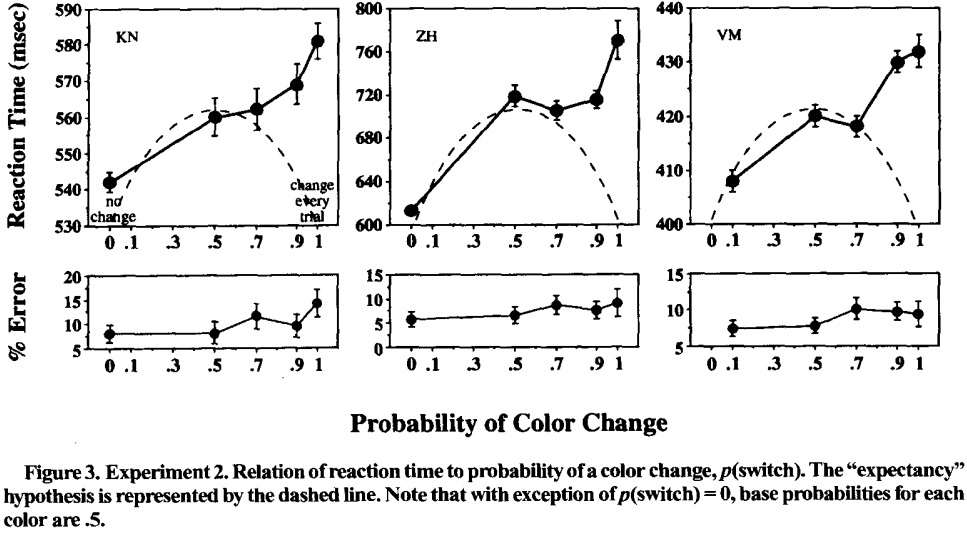 Reaction Time (msec)
590
580
570
560
550
540
530
KN
no
change
change
every
trial
0 .1 .3 .5 .7 .9 1
800
760
720
680
640
600
ZH
0 .1 .3 .5 .7 .9 1
440
430
420
410
400
VM
0 .1 .3 .5 .7 .9 1
% Error
20
15
10
5
0 .1 .3 .5 .7 .9 1
15
10
5
0
0 .1 .3 .5 .7 .9 1
15
10
5
0 .1 .3 .5 .7 .9 1
Probability of Color Change
Figure 3. Experiment 2. Relation of reaction time to probability of a color change, p(switch). The “expectancy”
hypothesis is represented by the dashed line. Note that with exception of p(switch) = 0, base probabilities for each
color are .5.